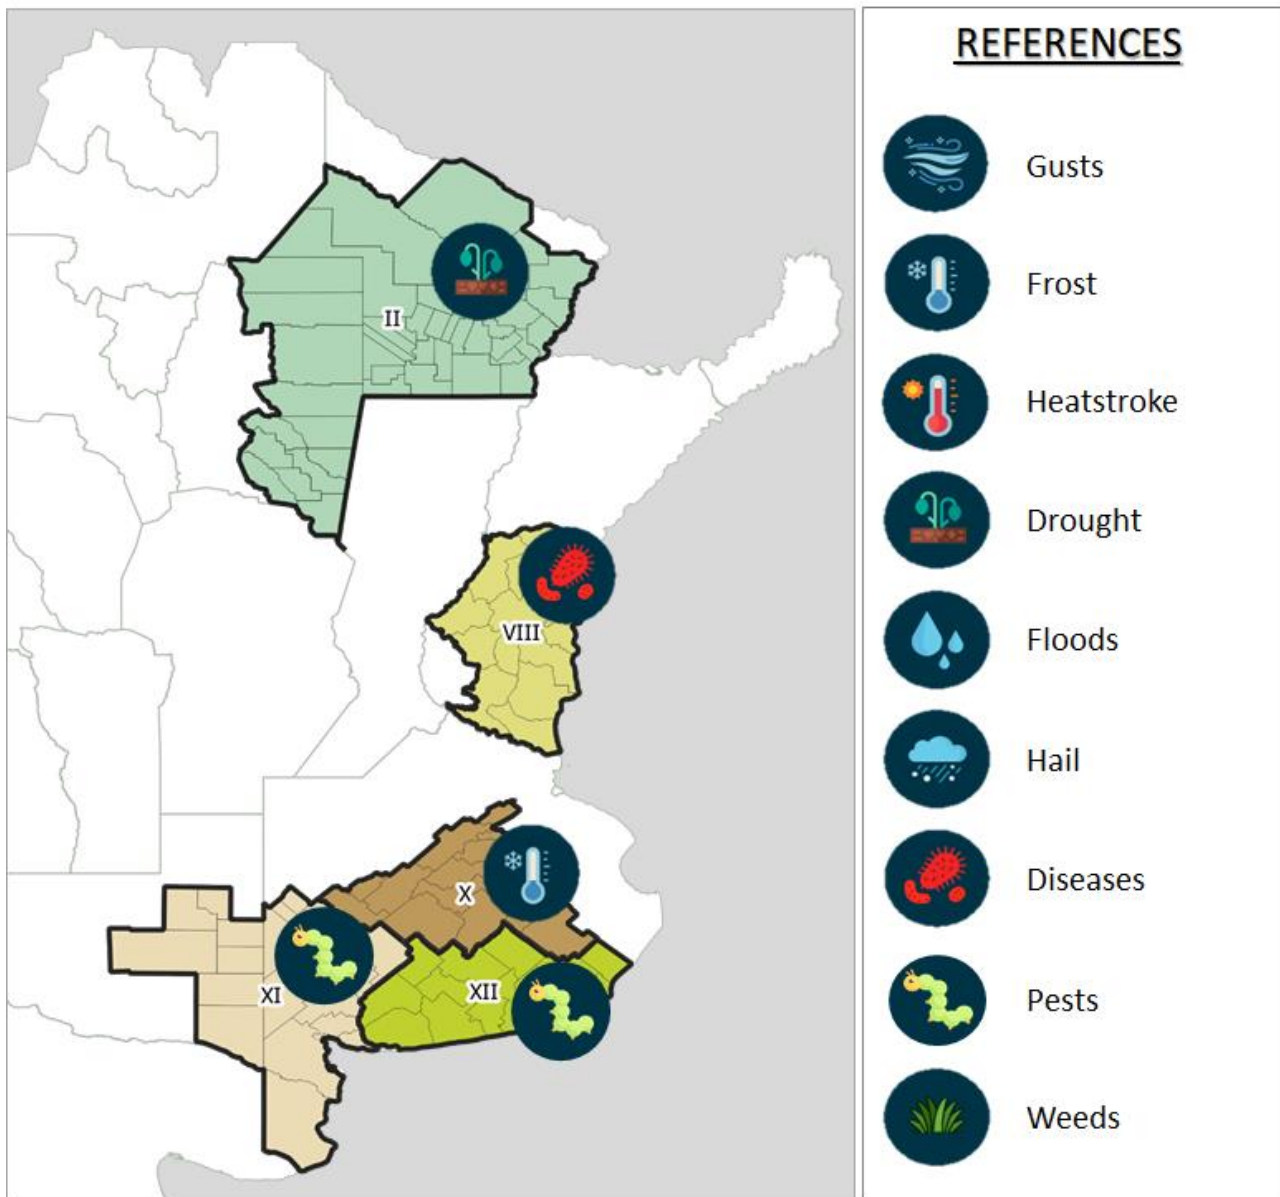 REFERENCES
Gusts
Frost
Heatstroke
Drought
Floods
Hail
Diseases
Pests
Weeds
II
VIII
X
XI
XII